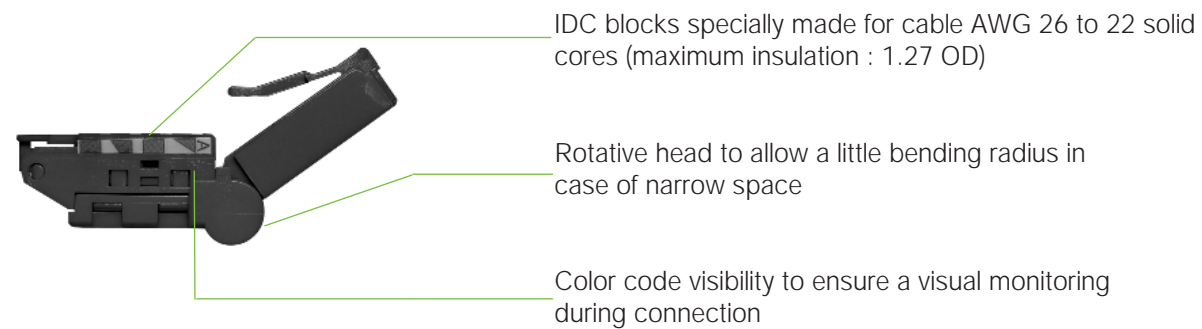 IDC blocks specially made for cable AWG 26 to 22 solid
cores (maximum insulation : 1.27 OD)
A
Rotative head to allow a little bending radius in
case of narrow space
Color code visibility to ensure a visual monitoring
during connection